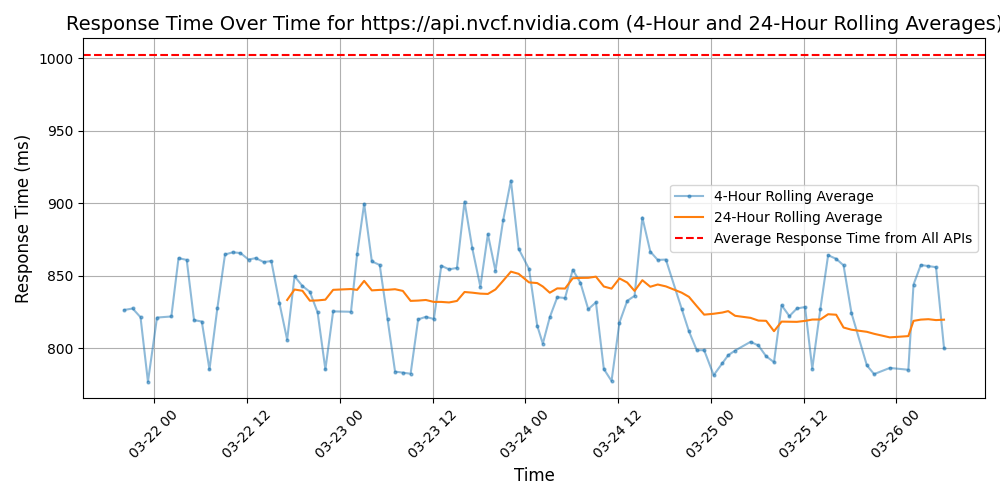 Response Time Over Time for https://api.nvcf.nvidia.com (4-Hour and 24-Hour Rolling Averages)
Response Time (ms)
1000
950
900
850
800
4-Hour Rolling Average
24-Hour Rolling Average
Average Response Time from All APIs
03-22 00
03-22 12
03-23 00
03-23 12
03-24 00
03-24 12
03-25 00
03-25 12
03-26 00
Time